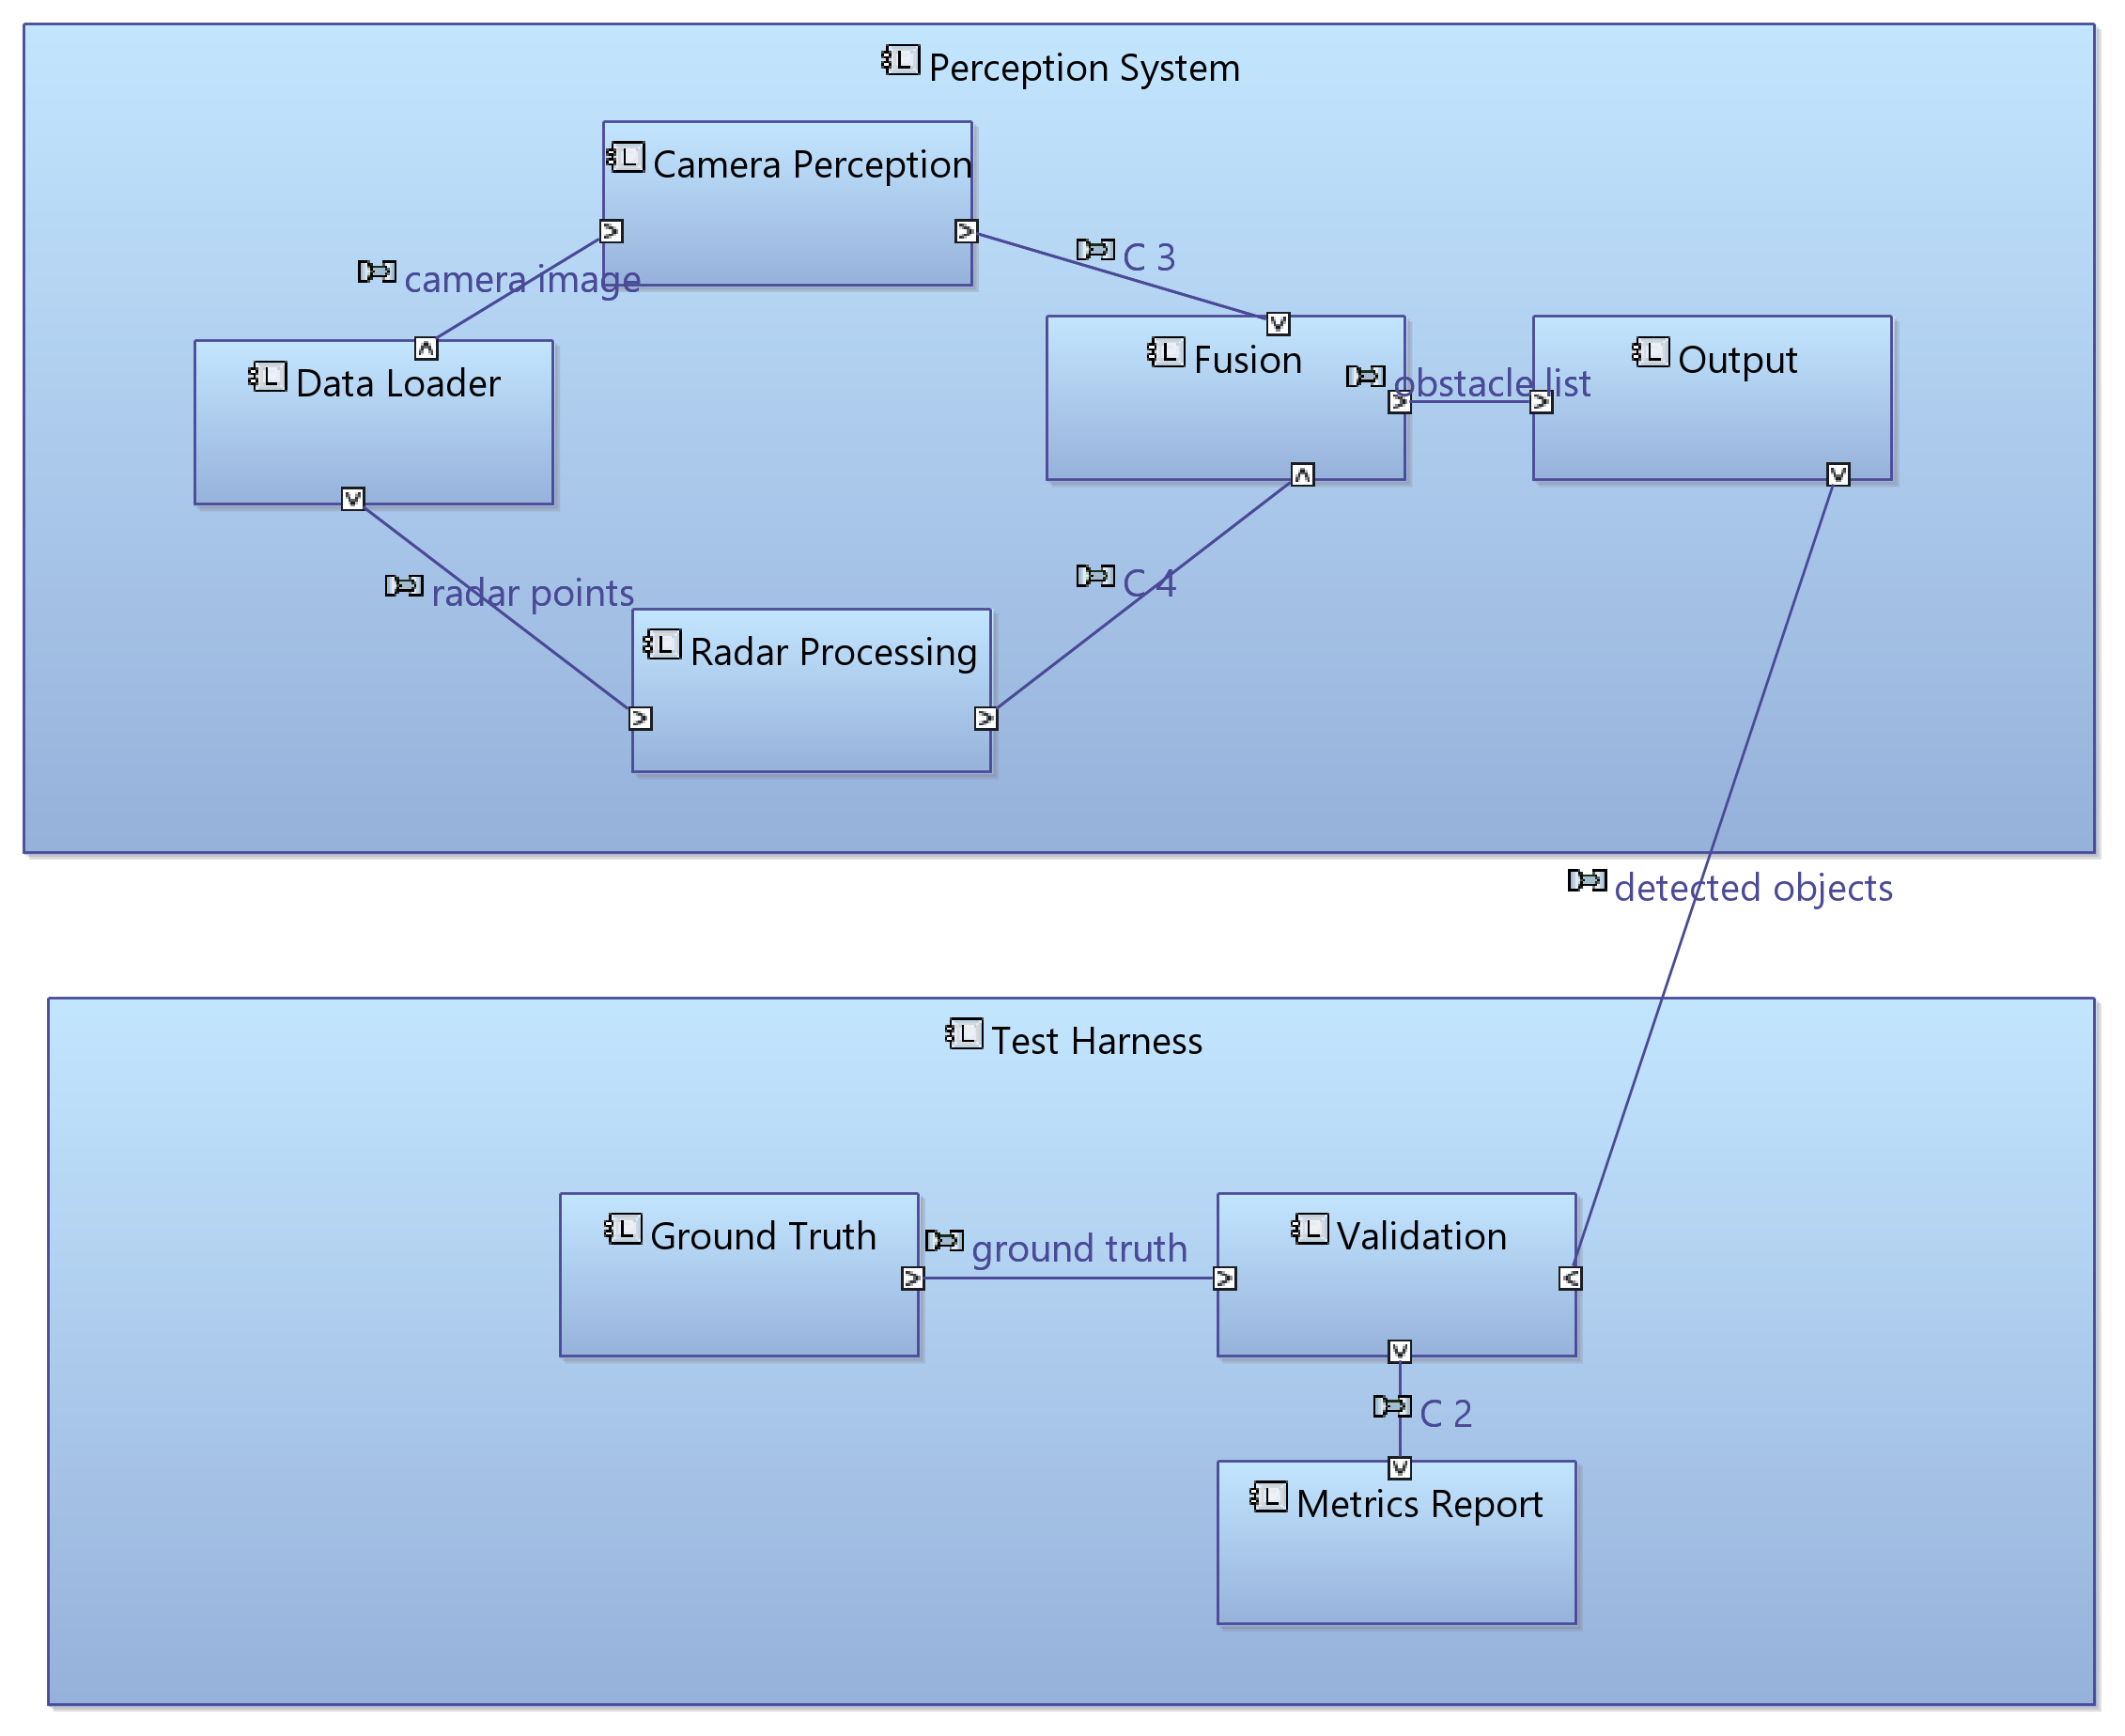 Perception System
Camera Perception
C 3
camera image
Fusion
Output
Data Loader
obstacle list
radar points
C 4
Radar Processing
detected objects
Test Harness
Ground Truth
ground truth
Validation
C 2
Metrics Report